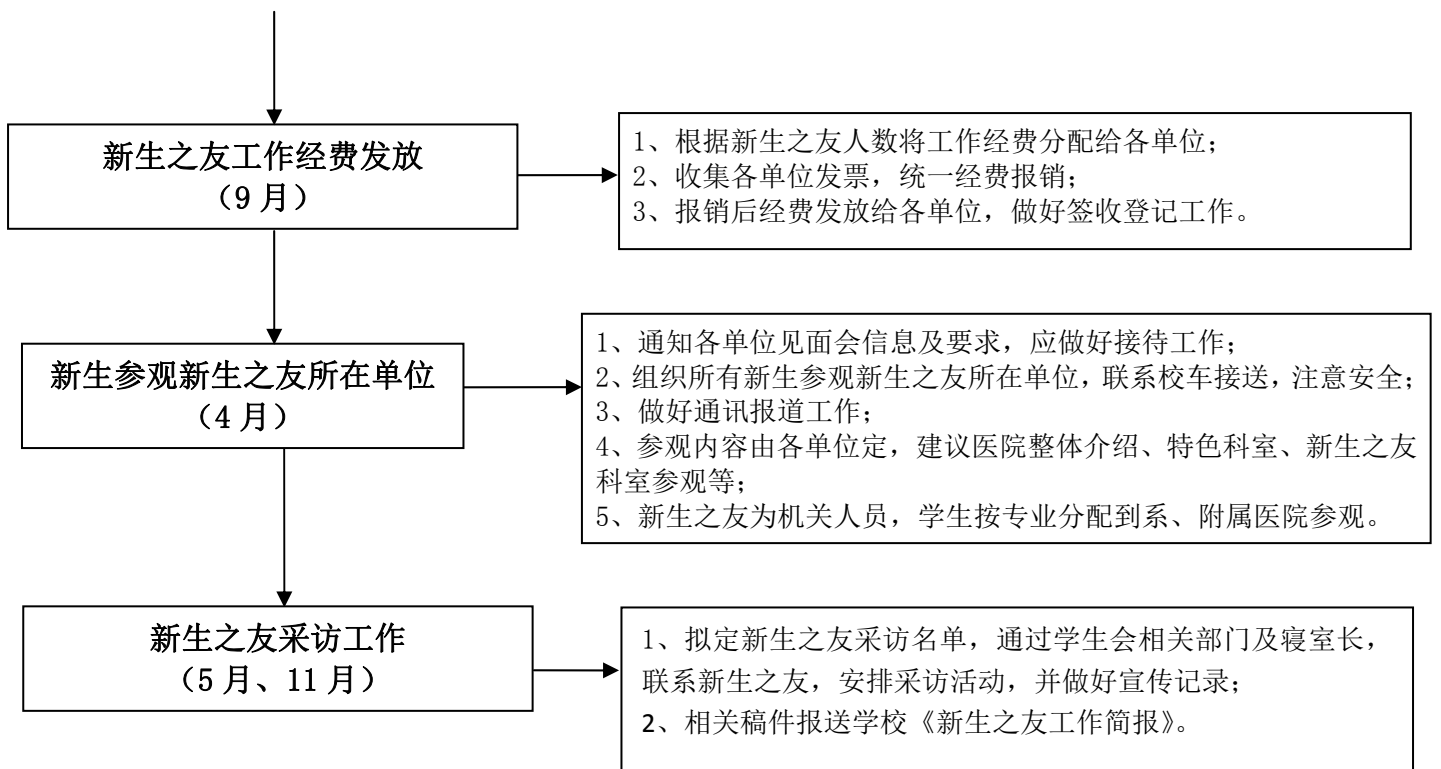 新生之友工作经费发放
（9 月）
1、根据新生之友人数将工作经费分配给各单位；
2、收集各单位发票，统一经费报销；
3、报销后经费发放给各单位，做好签收登记工作。
新生参观新生之友所在单位
（4 月）
1、通知各单位见面会信息及要求，应做好接待工作；
2、组织所有新生参观新生之友所在单位，联系校车接送，注意安全；
3、做好通讯报道工作；
4、参观内容由各单位定，建议医院整体介绍、特色科室、新生之友
科室参观等；
5、新生之友为机关人员，学生按专业分配到系、附属医院参观。
新生之友采访工作
（5 月、11 月）
1、拟定新生之友采访名单，通过学生会相关部门及寝室长，
联系新生之友，安排采访活动，并做好宣传记录；
2、相关稿件报送学校《新生之友工作简报》。